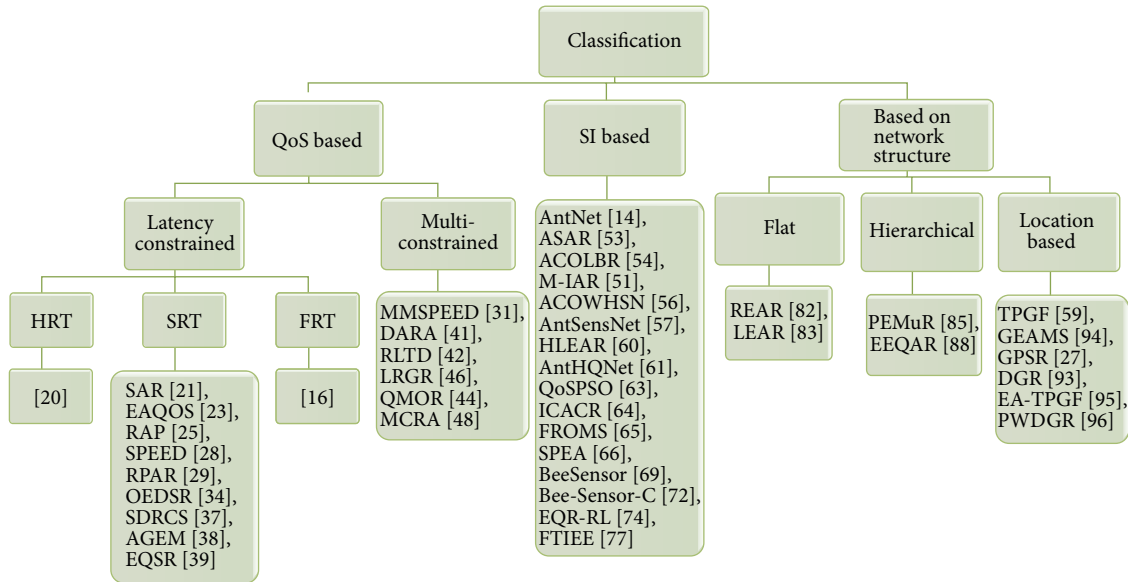 Classification
QoS based
SI based
Based on
network
structure
Latency
constrained
Multi-
constrained
HRT
SRT
FRT
[20]
SAR [21],
EAQOS [23],
RAP [25],
SPEED [28],
RPAR [29],
OEDSR [34],
SDRCS [37],
AGEM [38],
EQSR [39]
[16]
MMSPEED [31],
DARA [41],
RLTD [42],
LRGR [46],
QMOR [44],
MCRA [48]
AntNet [14],
ASAR [53],
ACOLBR [54],
M-IAR [51],
ACOWHSN [56],
AntSensNet [57],
HLEAR [60],
AntHQNet [61],
QoSPSO [63],
ICACR [64],
FROMS [65],
SPEA [66],
BeeSensor [69],
Bee-Sensor-C [72],
EQR-RL [74],
FTIEE [77]
Flat
Hierarchical
Location
based
REAR [82],
LEAR [83]
PEMuR [85],
EEQAR [88]
TPGF [59],
GEAMS [94],
GPSR [27],
DGR [93],
EA-TPGF [95],
PWDGR [96]